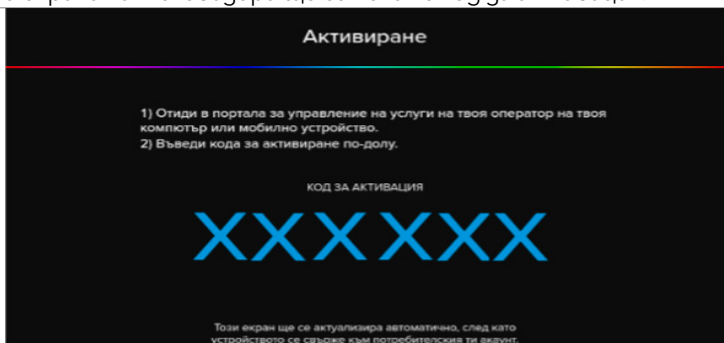 Активиране
1) Отиди в портала за управление на услуги на твоя оператор на твоя
компютър или мобилно устройство.
2) Въведи кода за активиране по-долу.
КОД ЗА АКТИВАЦИЯ
XXXXXX
Този екран ще се актуализира автоматично, след като
устройството се свърже към потребителския ти акаунт.